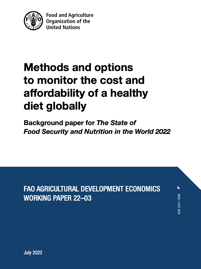 Food and Agriculture
Organization of the
United Nations
Methods and options
to monitor the cost and
affordability of a healthy
diet globally
Background paper for The State of
Food Security and Nutrition in the World 2022
FAO AGRICULTURAL DEVELOPMENT ECONOMICS
WORKING PAPER 22–03
July 2022